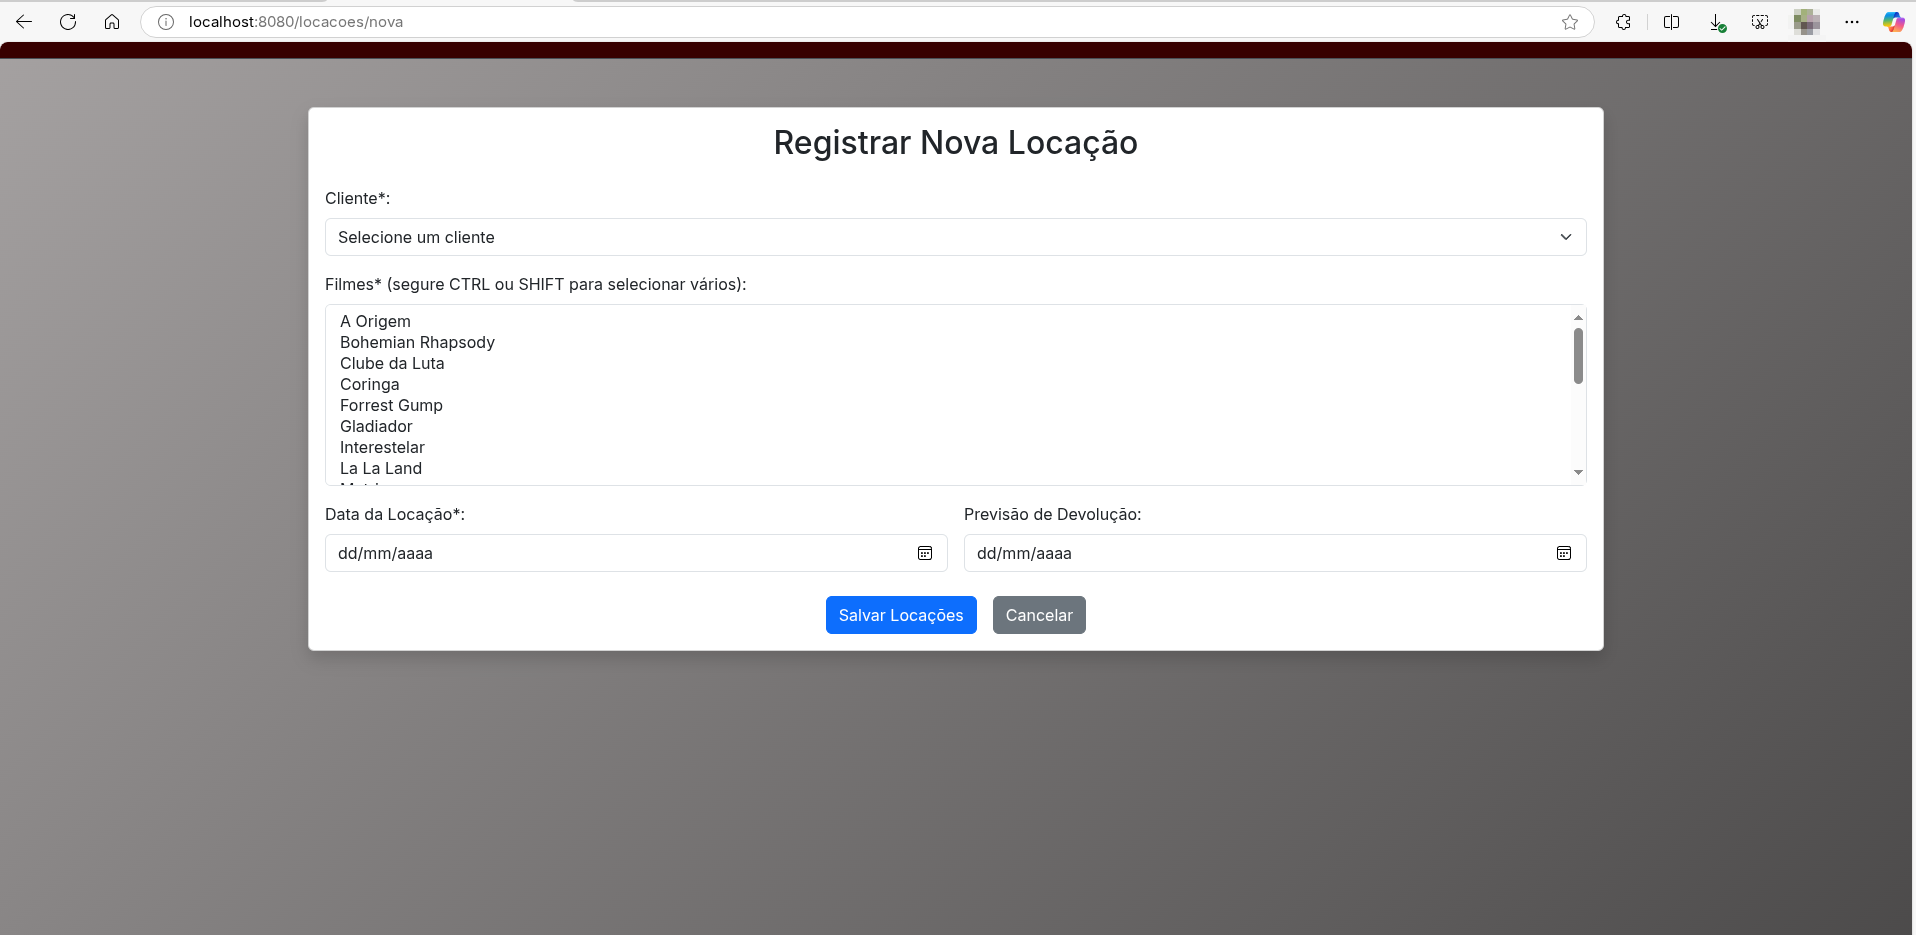 localhost:8080/locacoes/nova
Registrar Nova Locação
Cliente*:
Selecione um cliente
Filmes* (segure CTRL ou SHIFT para selecionar vários):
A Origem
Bohemian Rhapsody
Clube da Luta
Coringa
Forrest Gump
Gladiador
Interestelar
La La Land
Data da Locação*:
Previsão de Devolução:
dd/mm/aaaa
dd/mm/aaaa
Salvar Locações
Cancelar